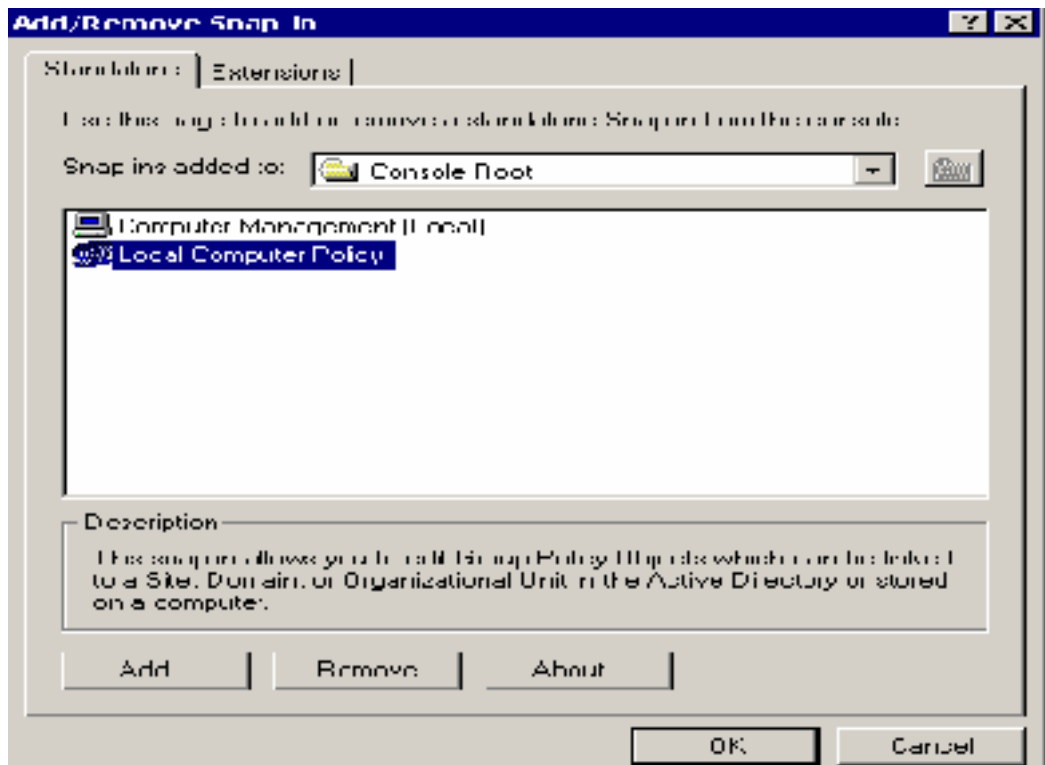 Add/Remove Snap-In
Standalone
Extensions
Use this page to add or remove a standalone Snap-in from the console.
Snap-ins added to:
Console Root
Computer Management (Local)
Local Computer Policy
Description
This snap-in allows you to edit Group Policy Objects which can be linked
to a Site, Domain, or Organizational Unit in the Active Directory or stored
on a computer.
Add
Remove
About
OK
Cancel